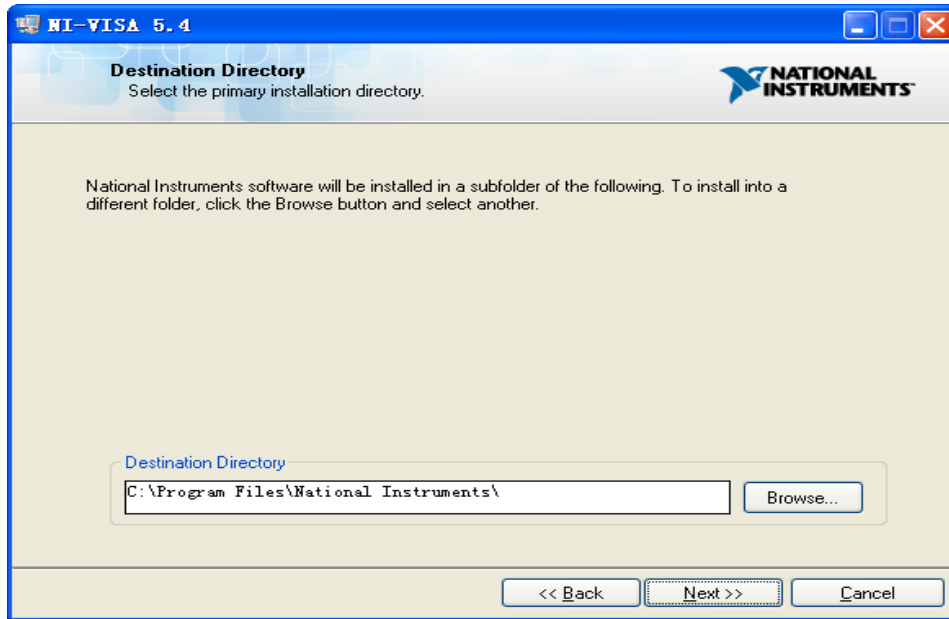 NI-VISA 5.4
Destination Directory
Select the primary installation directory.
NATIONAL
INSTRUMENTS™
National Instruments software will be installed in a subfolder of the following. To install into a
different folder, click the Browse button and select another.
Destination Directory
C:\Program Files\National Instruments\
Browse...
<< Back
Next >>
Cancel